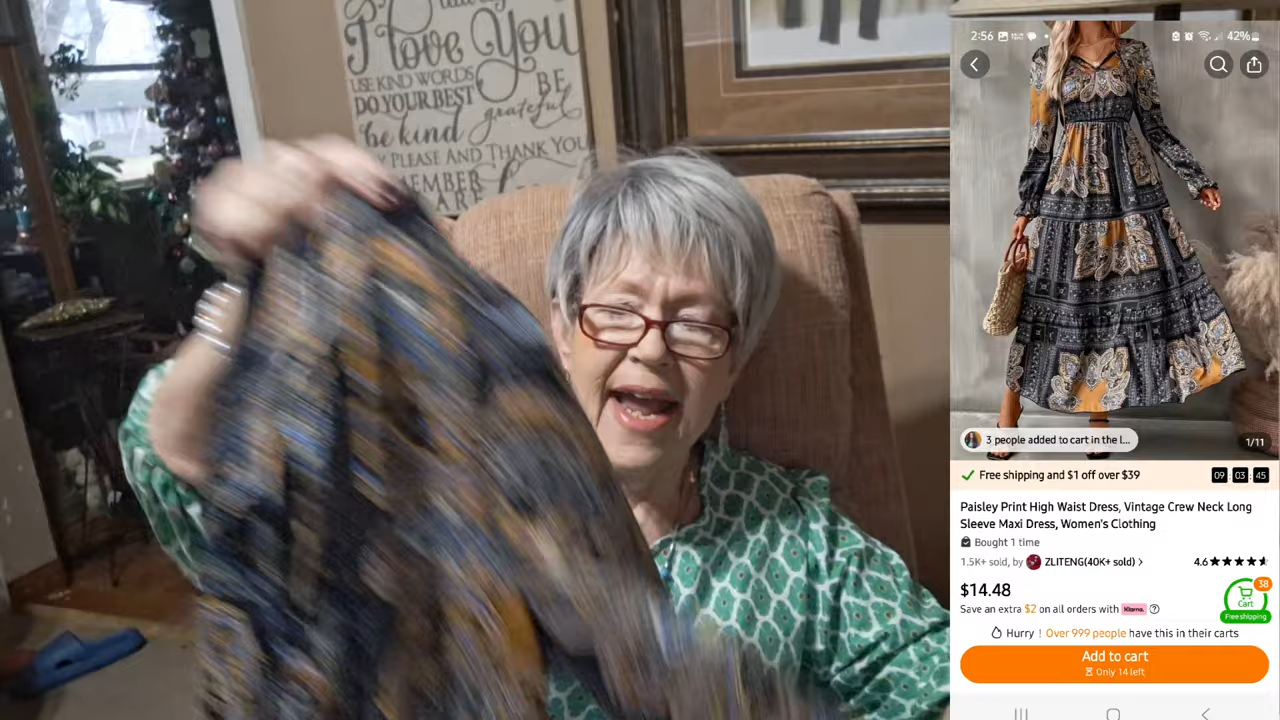 I love You
USE KIND WORDS
BE
DO YOUR BEST
grateful
be kind
PLEASE AND THANK YOU
ARE
2:56
42%
3 people added to cart in the l...
1/11
Free shipping and $1 off over $39
09 : 03 : 45
Paisley Print High Waist Dress, Vintage Crew Neck Long
Sleeve Maxi Dress, Women's Clothing
Bought 1 time
1.5K+ sold, by ZLITENG(40K+ sold) >
4.6
$14.48
38
Cart
Free shipping
Save an extra $2 on all orders with Klarna.
Hurry ! Over 999 people have this in their carts
Add to cart
Only 14 left